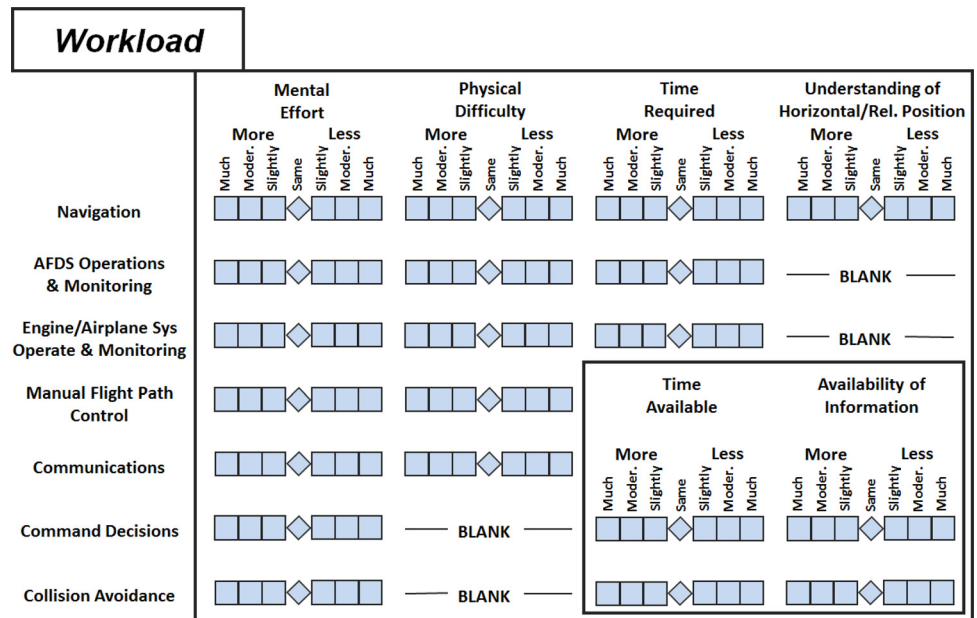 Workload
Mental
Effort
Physical
Difficulty
Time
Required
Understanding of
Horizontal/Rel. Position
More Less
More Less
More Less
More Less
Much Moder. Slightly Same Slightly Moder. Much
Much Moder. Slightly Same Slightly Moder. Much
Much Moder. Slightly Same Slightly Moder. Much
Much Moder. Slightly Same Slightly Moder. Much
Navigation
AFDS Operations
& Monitoring
BLANK
Engine/Airplane Sys
Operate & Monitoring
BLANK
Manual Flight Path
Control
Time
Available
Availability of
Information
Communications
More Less
More Less
Much Moder. Slightly Same Slightly Moder. Much
Much Moder. Slightly Same Slightly Moder. Much
Command Decisions
BLANK
Collision Avoidance
BLANK